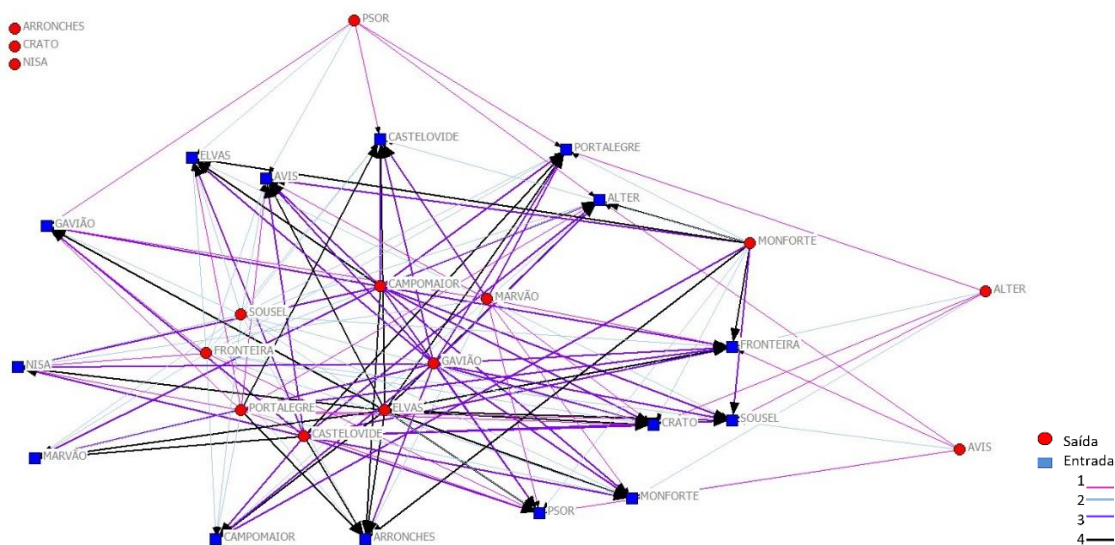 PSOR
ARRONCHES
CRATO
NISA
CASTELOVIDE
PORTALEGRE
ELVAS
AVIS
ALTER
GAVIÃO
MONFORTE
CAMPOMAIOR
MARVÃO
ALTER
SOUSEL
FRONTEIRA
FRONTEIRA
GAVIÃO
NISA
PORTALEGRE
ELVAS
SOUSEL
CRATO
CASTELOVIDE
AVIS
MARVÃO
MONFORTE
PSOR
CAMPOMAIOR
ARRONCHES
Saída
Entrada
1
2
3
4